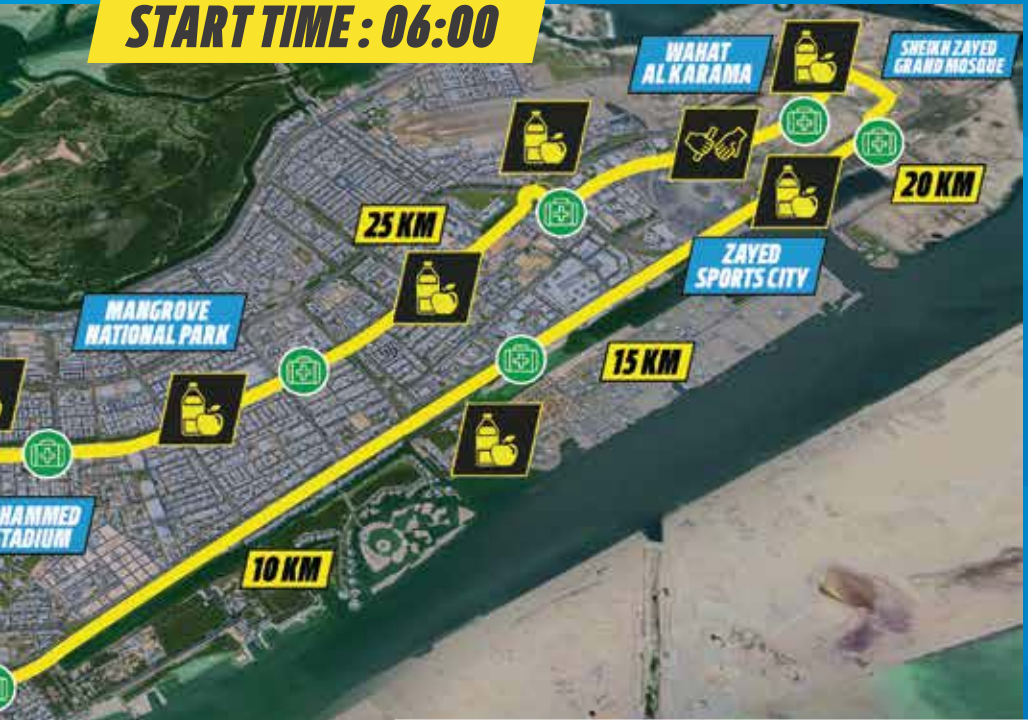 START TIME : 06:00
WAHAT
AL KARAMA
SHEIKH ZAYED
GRAND MOSQUE
20 KM
25 KM
ZAYED
SPORTS CITY
MANGROVE
NATIONAL PARK
15 KM
HAMMED
TADIUM
10 KM